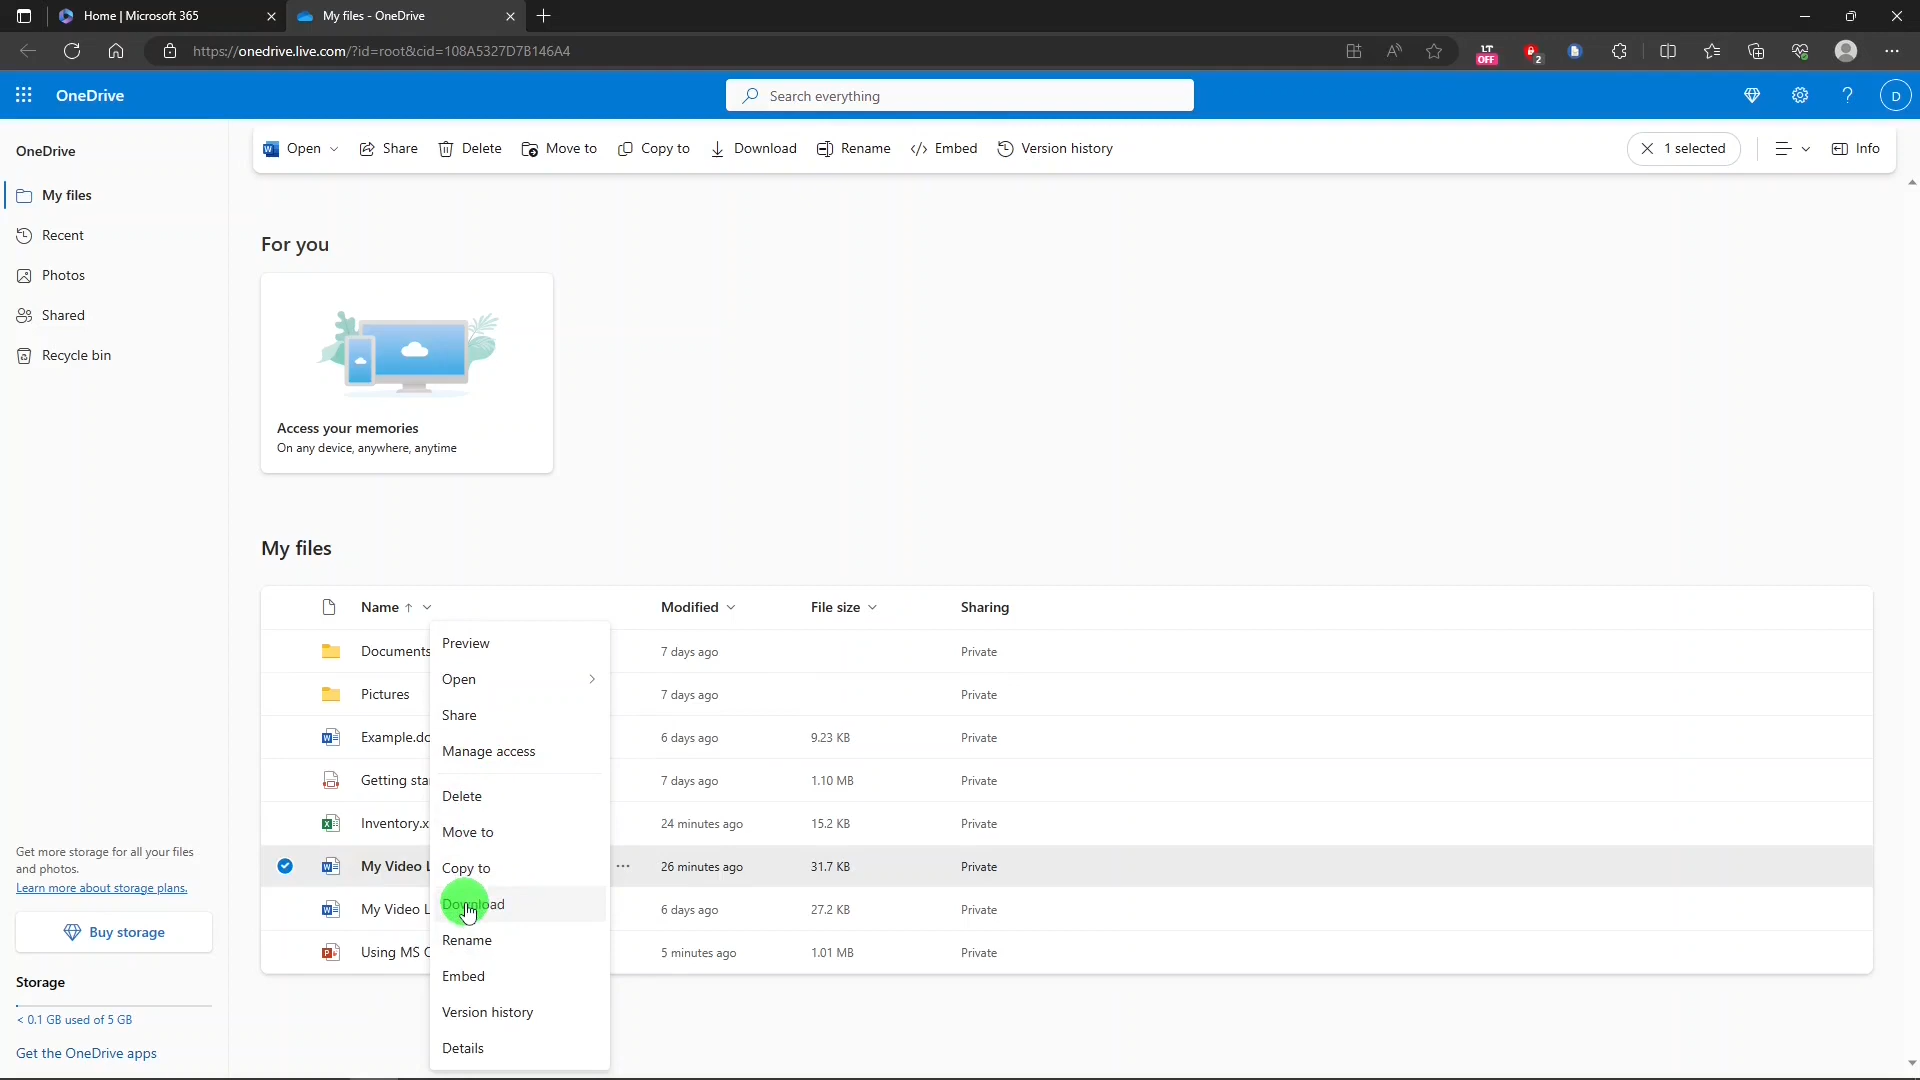 Home | Microsoft 365
My files - OneDrive
https://onedrive.live.com/?id=root&cid=108A5327D7B146A4
OFF
2
OneDrive
Search everything
D
OneDrive
My files
Recent
Photos
Shared
Recycle bin
Open
Share
Delete
Move to
Copy to
Download
Rename
Embed
Version history
1 selected
Info
For you
Access your memories
On any device, anywhere, anytime
My files
Name Modified File size Sharing
Documents 7 days ago Private
Pictures 7 days ago Private
Example.do 6 days ago 9.23 KB Private
Getting sta 7 days ago 1.10 MB Private
Inventory.x 24 minutes ago 15.2 KB Private
My Video L 26 minutes ago 31.7 KB Private
My Video L 6 days ago 27.2 KB Private
Using MS 5 minutes ago 1.01 MB Private
Preview
Open
Share
Manage access
Delete
Move to
Copy to
Download
Rename
Embed
Version history
Details
Get more storage for all your files
and photos.
Learn more about storage plans.
Buy storage
Storage
< 0.1 GB used of 5 GB
Get the OneDrive apps